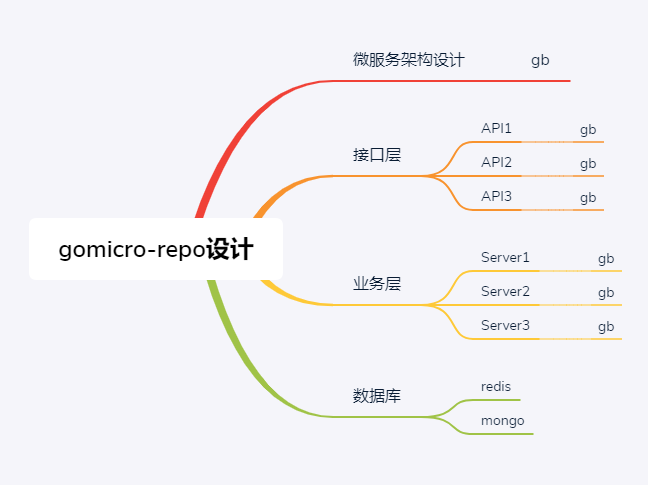 gomicro-repo设计
微服务架构设计 gb
接口层
API1 gb
API2 gb
API3 gb
业务层
Server1 gb
Server2 gb
Server3 gb
数据库
redis
mongo